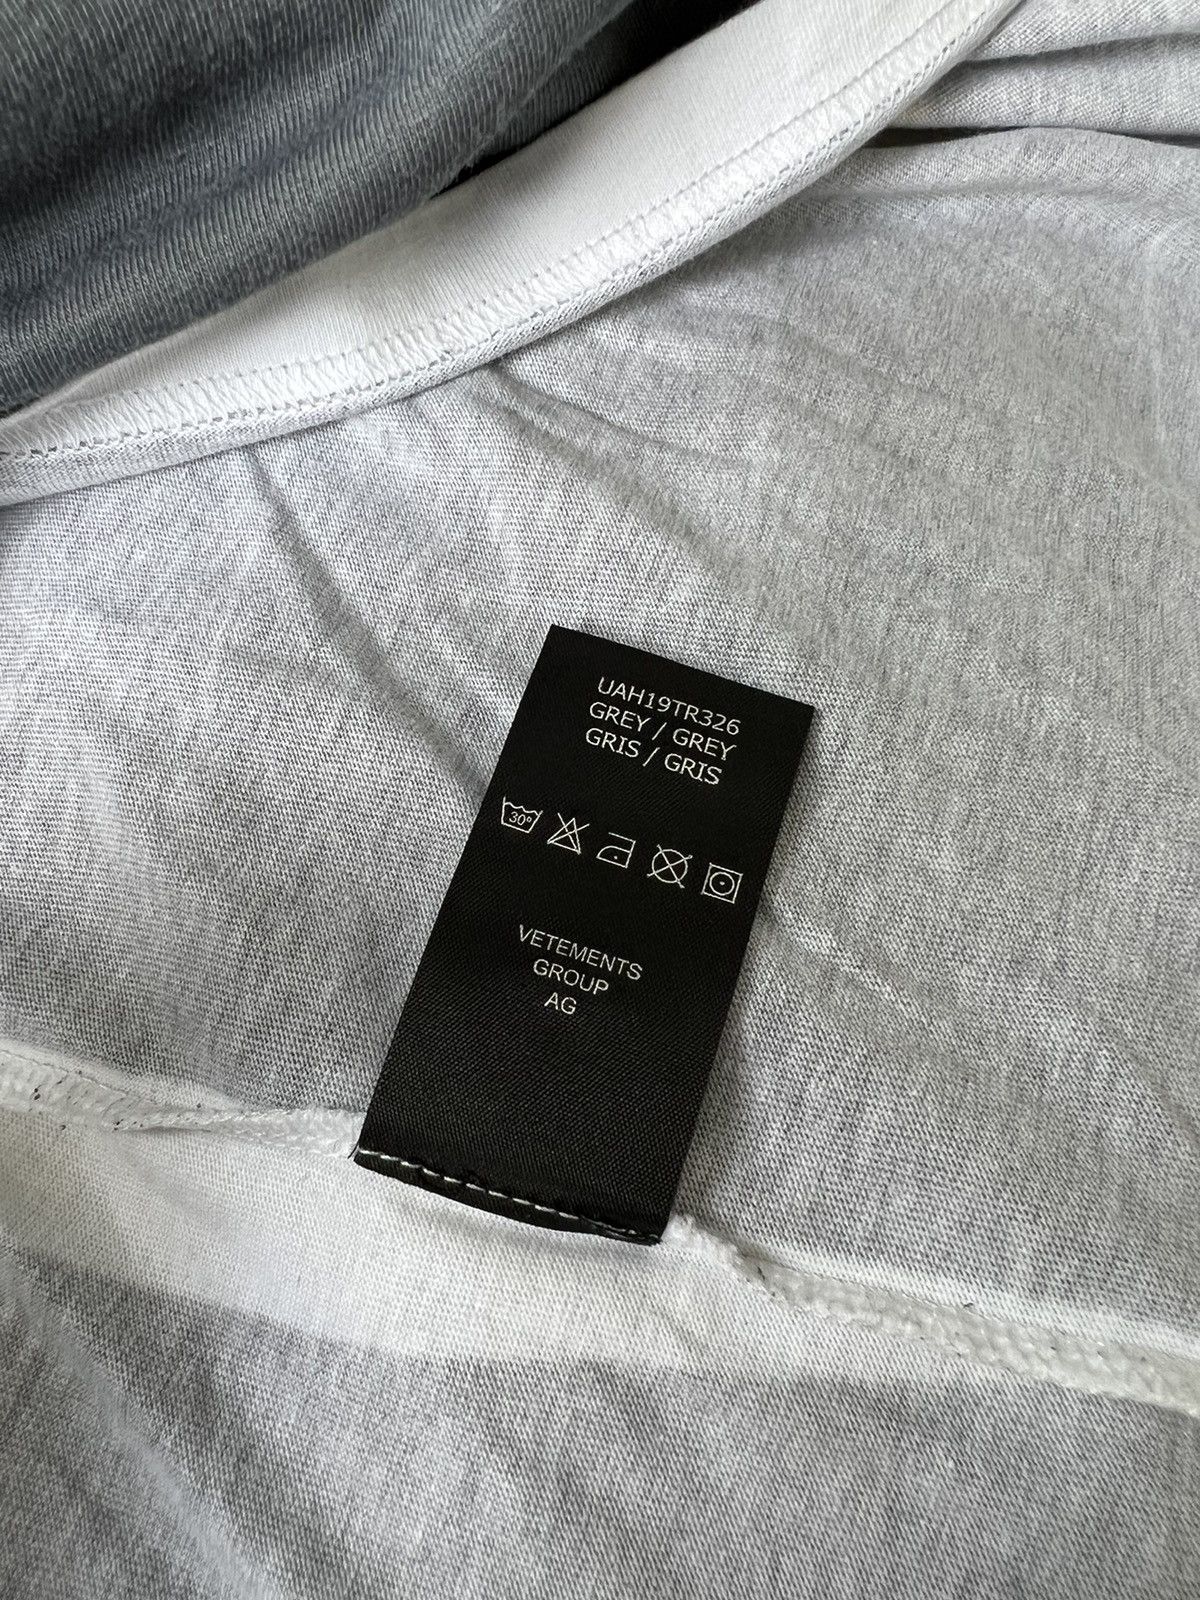 UAH19TR326
GREY / GREY
GRIS / GRIS
30°
VETEMENTS
GROUP
AG